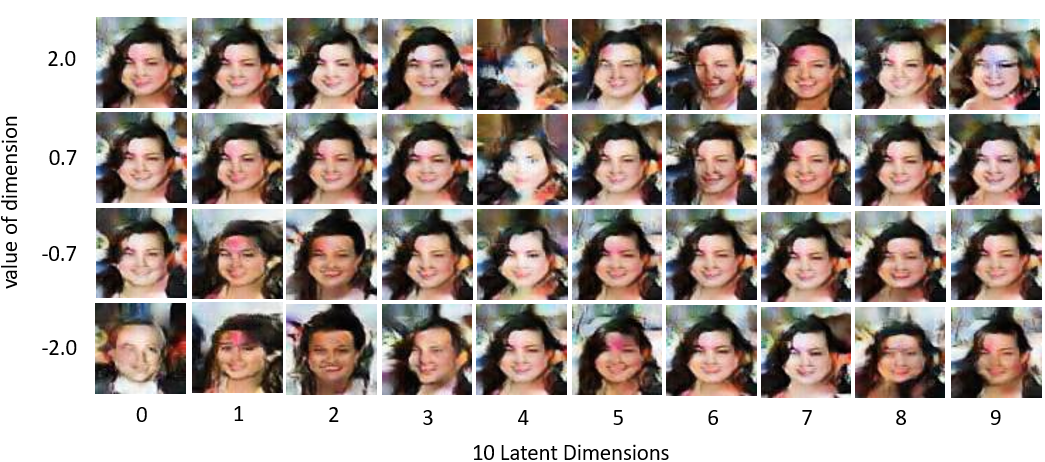 2.0
0.7
-0.7
-2.0
value of dimension
0 1 2 3 4 5 6 7 8 9
10 Latent Dimensions